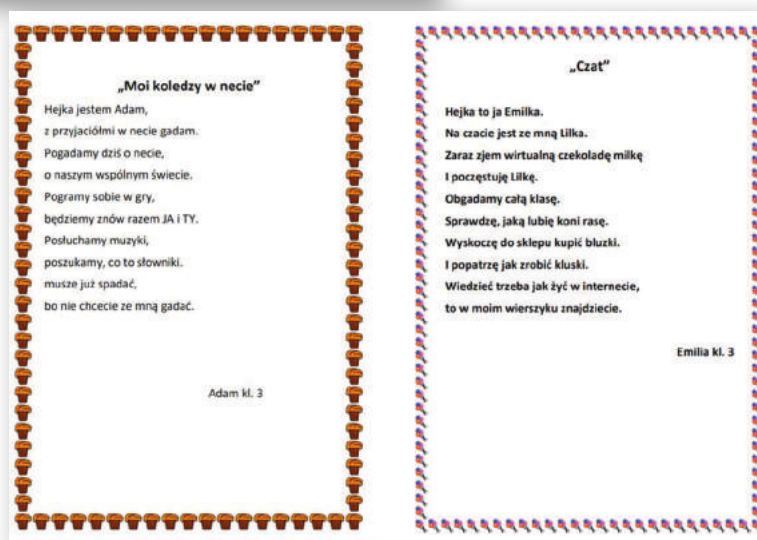 „Moi koledzy w necie”
Hejka jestem Adam,
z przyjaciółmi w necie gadam.
Pogadamy dziś o necie,
o naszym wspólnym świecie.
Pogramy sobie w gry,
będziemy znów razem JA i TY.
Posłuchamy muzyki,
poszukamy, co to słowniki.
musze już spadać,
bo nie chcecie ze mną gadać.
Adam kl. 3
„Czat”
Hejka to ja Emilka.
Na czacie jest ze mną Lilka.
Zaraz zjem wirtualną czekoladę milkę
I poczęstuję Lilkę.
Obgadamy całą klasę.
Sprawdzę, jaką lubię koni rasę.
Wyskoczę do sklepu kupić bluzki.
I popatrzę jak zrobić kluski.
Wiedzieć trzeba jak żyć w internecie,
to w moim wierszyku znajdziecie.
Emilia kl. 3